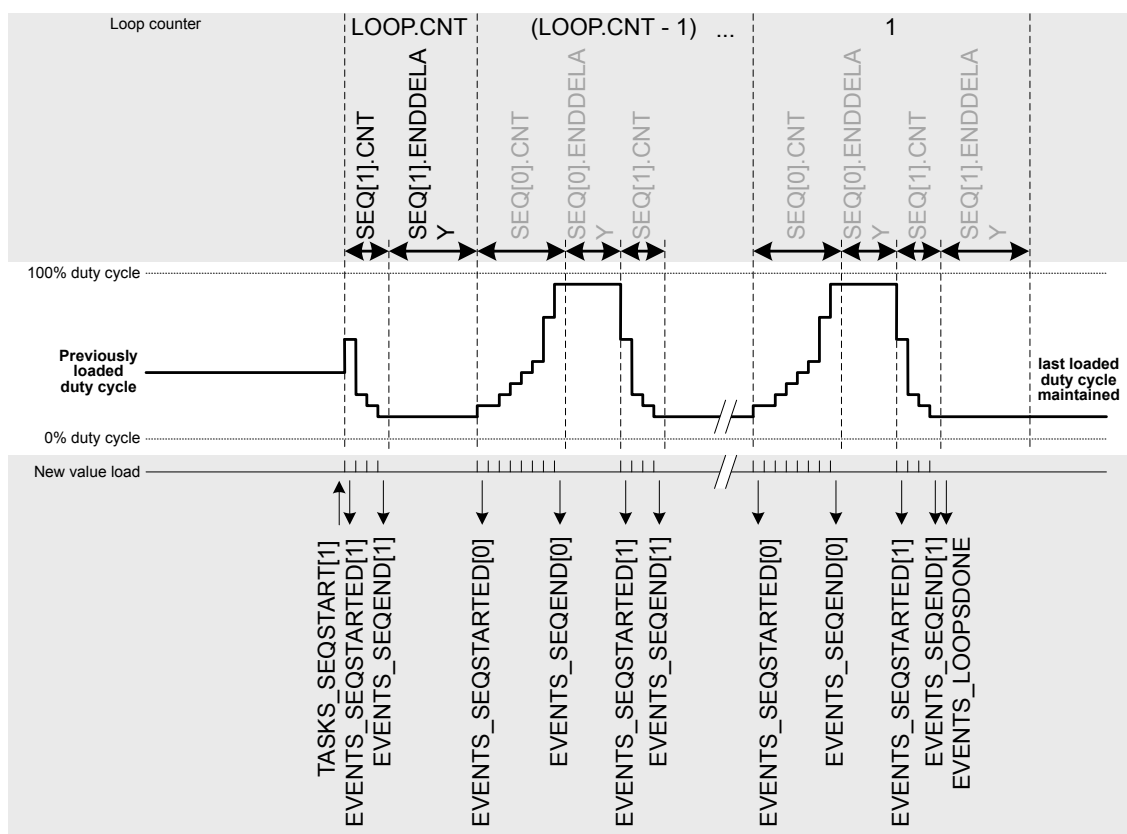 Loop counter
LOOP.CNT
(LOOP.CNT - 1) ...
1
SEQ[1].CNT
SEQ[1].ENDDELA
Y
SEQ[0].CNT
SEQ[0].ENDDELA
Y
SEQ[1].CNT
SEQ[0].CNT
SEQ[0].ENDDELA
Y
SEQ[1].CNT
SEQ[1].ENDDELA
Y
100% duty cycle
Previously
loaded
duty cycle
last loaded
duty cycle
maintained
0% duty cycle
New value load
TASKS_SEQSTART[1]
EVENTS_SEQSTARTED[1]
EVENTS_SEQEND[1]
EVENTS_SEQSTARTED[0]
EVENTS_SEQEND[0]
EVENTS_SEQSTARTED[1]
EVENTS_SEQEND[1]
EVENTS_SEQSTARTED[0]
EVENTS_SEQEND[0]
EVENTS_SEQSTARTED[1]
EVENTS_SEQEND[1]
EVENTS_LOOPSDONE